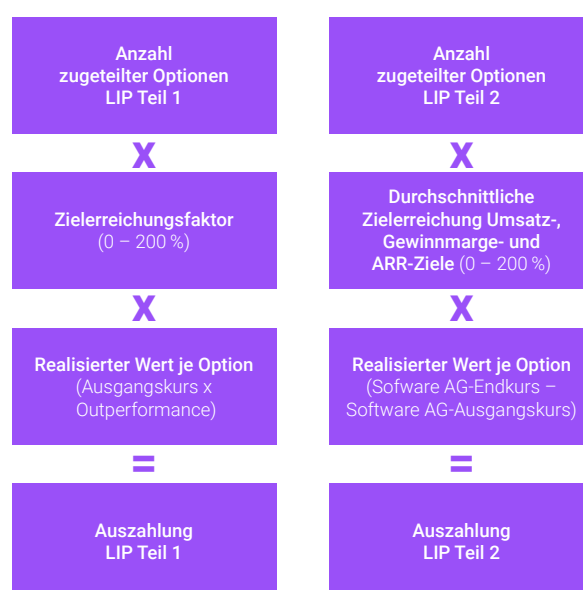 Anzahl
zugeteilter Optionen
LIP Teil 1
X
Zielerreichungsfaktor
(0 – 200 %)
X
Realisierter Wert je Option
(Ausgangskurs x
Outperformance)
=
Auszahlung
LIP Teil 1
Anzahl
zugeteilter Optionen
LIP Teil 2
X
Durchschnittliche
Zielerreichung Umsatz-,
Gewinnmarge- und
ARR-Ziele (0 – 200 %)
X
Realisierter Wert je Option
(Sofware AG-Endkurs –
Software AG-Ausgangskurs)
=
Auszahlung
LIP Teil 2